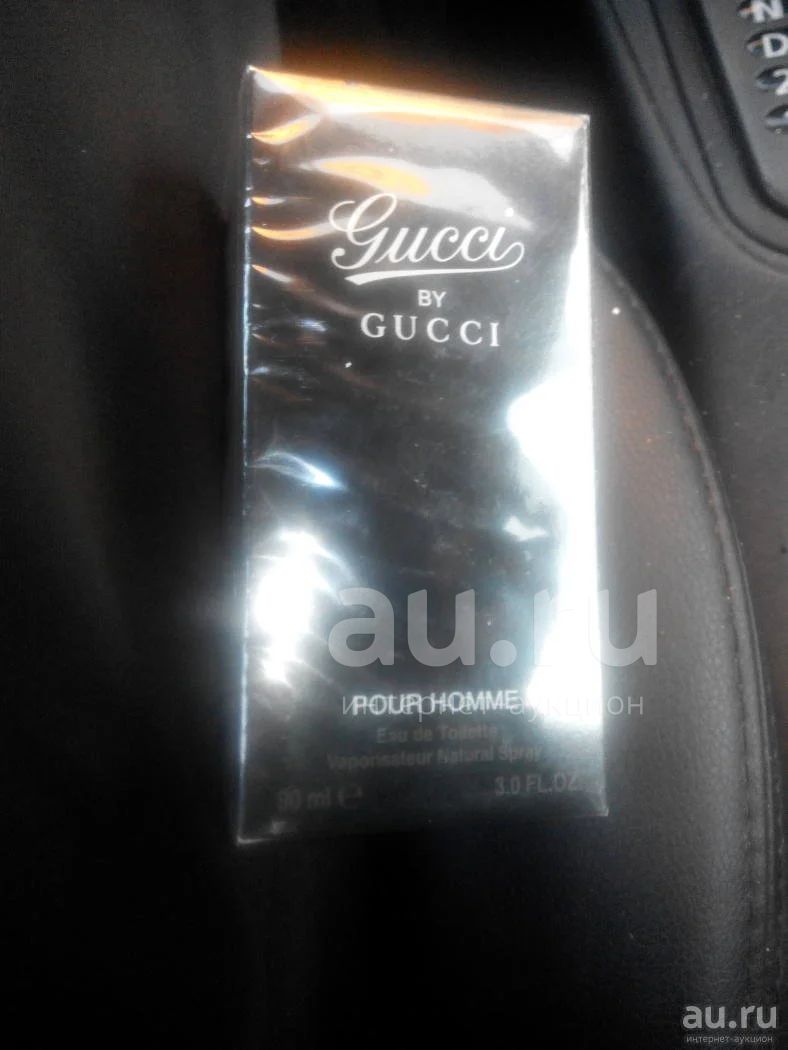 N
D
2
Gucci
BY
GUCCI
au.ru
интернет-аукцион
POUR HOMME
Eau de Toilette
Vaporisateur Natural Spray
90 ml e 3.0 FL.OZ
au.ru
интернет-аукцион